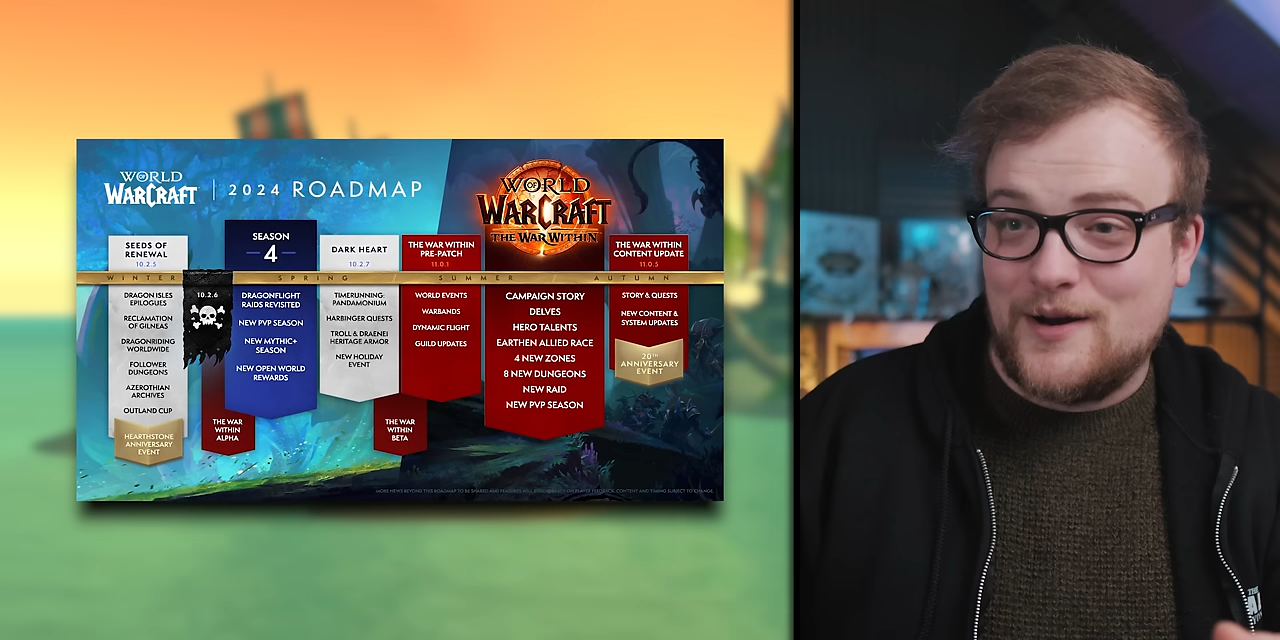 WORLD OF WARCRAFT | 2024 ROADMAP
WORLD OF WARCRAFT
THE WAR WITHIN
SEEDS OF
RENEWAL
10.2.5
SEASON
4
DARK HEART
10.2.7
THE WAR WITHIN
PRE-PATCH
11.0.1
THE WAR WITHIN
CONTENT UPDATE
11.0.5
WINTER
SPRING
SUMMER
AUTUMN
DRAGON ISLES
EPILOGUES
RECLAMATION
OF GILNEAS
DRAGONRIDING
WORLDWIDE
FOLLOWER
DUNGEONS
AZEROTHIAN
ARCHIVES
OUTLAND CUP
HEARTHSTONE
ANNIVERSARY
EVENT
10.2.6
THE WAR
WITHIN
ALPHA
DRAGONFLIGHT
RAIDS REVISITED
NEW PVP SEASON
NEW MYTHIC+
SEASON
NEW OPEN WORLD
REWARDS
TIMERUNNING:
PANDAMONIUM
HARBINGER QUESTS
TROLL & DRAENEI
HERITAGE ARMOR
NEW HOLIDAY
EVENT
THE WAR
WITHIN
BETA
WORLD EVENTS
WARBANDS
DYNAMIC FLIGHT
GUILD UPDATES
CAMPAIGN STORY
DELVES
HERO TALENTS
EARTHEN ALLIED RACE
4 NEW ZONES
8 NEW DUNGEONS
NEW RAID
NEW PVP SEASON
STORY & QUESTS
NEW CONTENT &
SYSTEM UPDATES
20TH
ANNIVERSARY
EVENT